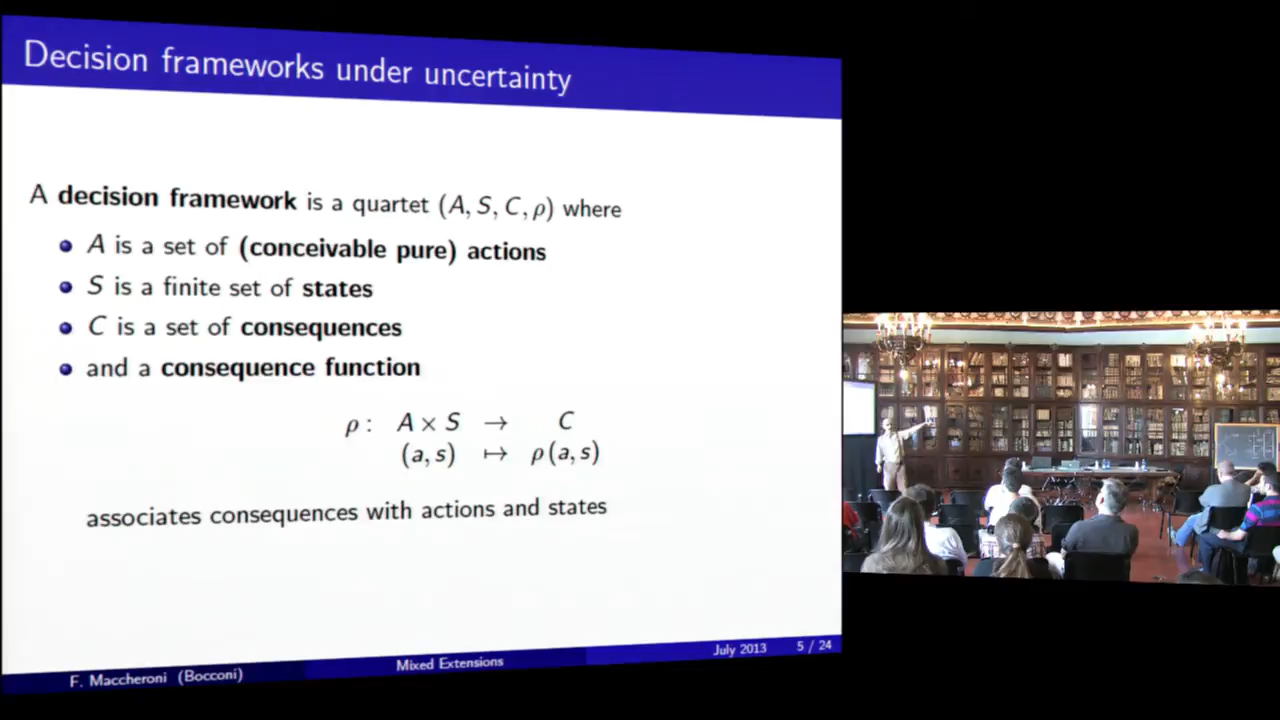 Decision frameworks under uncertainty
A decision framework is a quartet (A, S, C, ρ) where
A is a set of (conceivable pure) actions
S is a finite set of states
C is a set of consequences
and a consequence function
ρ : A × S → C
(a, s) ↦ ρ(a, s)
associates consequences with actions and states
F. Maccheroni (Bocconi)
Mixed Extensions
July 2013
5 / 24